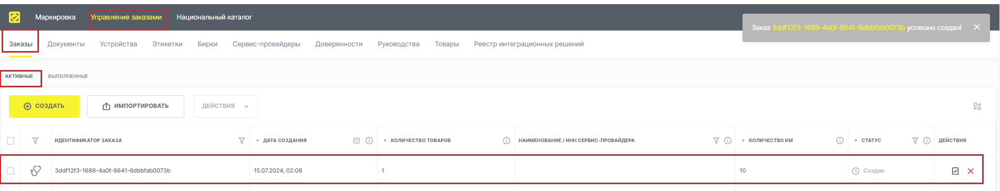 Маркировка Управление заказами Национальный каталог
Заказ 3ddf12f3-1689-4a0f-8641-6dbbfab0073b успешно создан!
Заказы Документы Устройства Этикетки Бирки Сервис-провайдеры Доверенности Руководства Товары Реестр интеграционных решений
АКТИВНЫЕ ВЫПОЛНЕННЫЕ
СОЗДАТЬ ИМПОРТИРОВАТЬ ДЕЙСТВИЯ
ИДЕНТИФИКАТОР ЗАКАЗА ДАТА СОЗДАНИЯ КОЛИЧЕСТВО ТОВАРОВ НАИМЕНОВАНИЕ / ИНН СЕРВИС-ПРОВАЙДЕРА КОЛИЧЕСТВО КМ СТАТУС ДЕЙСТВИЯ
3ddf12f3-1689-4a0f-8641-6dbbfab0073b 15.07.2024, 02:08 1 10 Создан